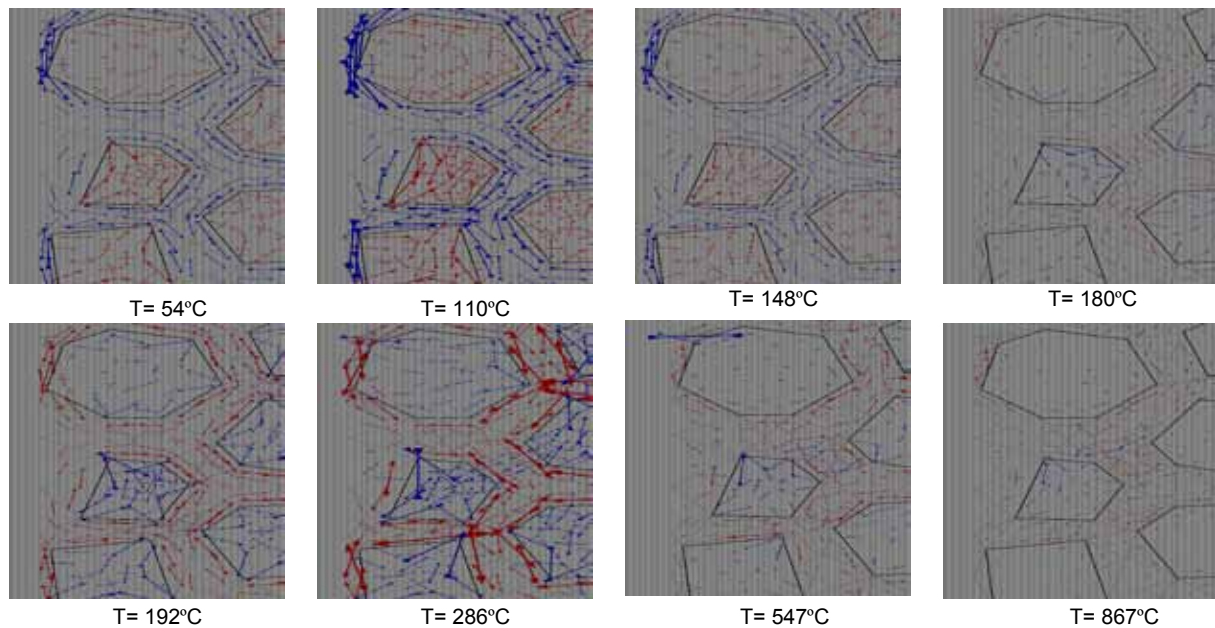 T= 54ºC
T= 110ºC
T= 148ºC
T= 180ºC
T= 192ºC
T= 286ºC
T= 547ºC
T= 867ºC